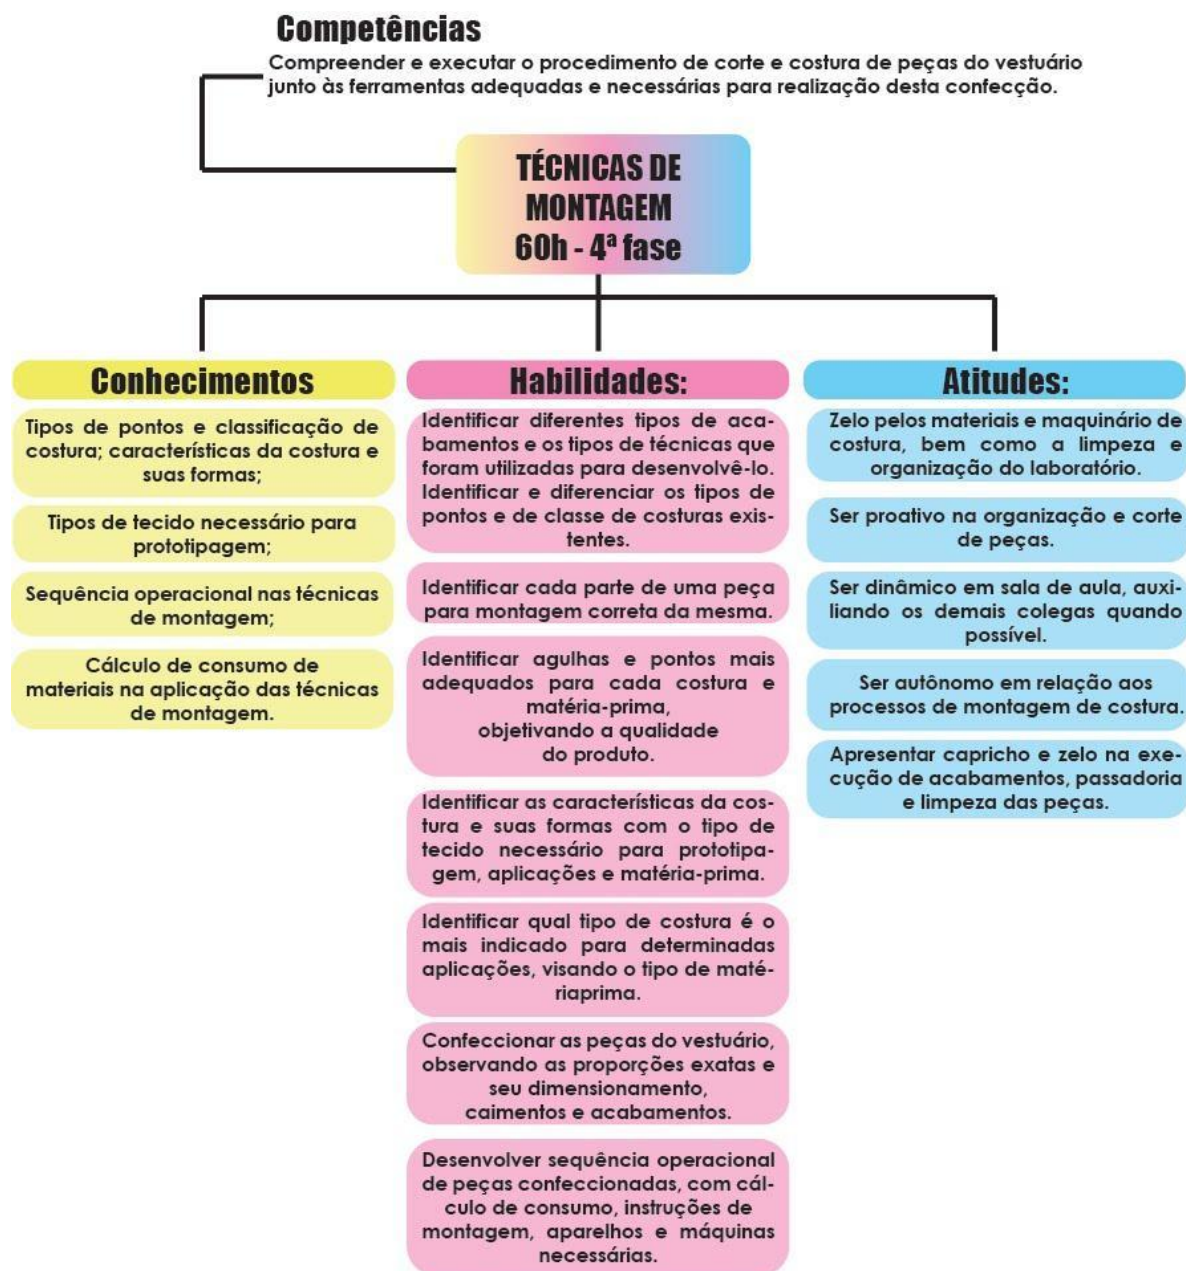 Competências
Compreender e executar o procedimento de corte e costura de peças do vestuário
junto às ferramentas adequadas e necessárias para realização desta confecção.
TÉCNICAS DE
MONTAGEM
60h - 4ª fase
Conhecimentos
Tipos de pontos e classificação de
costura; características da costura e
suas formas;
Tipos de tecido necessário para
prototipagem;
Sequência operacional nas técnicas
de montagem;
Cálculo de consumo de
materiais na aplicação das técnicas
de montagem.
Habilidades:
Identificar diferentes tipos de aca-
bamentos e os tipos de técnicas que
foram utilizadas para desenvolvê-lo.
Identificar e diferenciar os tipos de
pontos e de classe de costuras exis-
tentes.
Identificar cada parte de uma peça
para montagem correta da mesma.
Identificar agulhas e pontos mais
adequados para cada costura e
matéria-prima,
objetivando a qualidade
do produto.
Identificar as características da cos-
tura e suas formas com o tipo de
tecido necessário para prototipa-
gem, aplicações e matéria-prima.
Identificar qual tipo de costura é o
mais indicado para determinadas
aplicações, visando o tipo de maté-
riaprima.
Confeccionar as peças do vestuário,
observando as proporções exatas e
seu dimensionamento,
caimentos e acabamentos.
Desenvolver sequência operacional
de peças confeccionadas, com cál-
culo de consumo, instruções de
montagem, aparelhos e máquinas
necessárias.
Atitudes:
Zelo pelos materiais e maquinário de
costura, bem como a limpeza e
organização do laboratório.
Ser proativo na organização e corte
de peças.
Ser dinâmico em sala de aula, auxi-
liando os demais colegas quando
possível.
Ser autônomo em relação aos
processos de montagem de costura.
Apresentar capricho e zelo na exe-
cução de acabamentos, passadoria
e limpeza das peças.